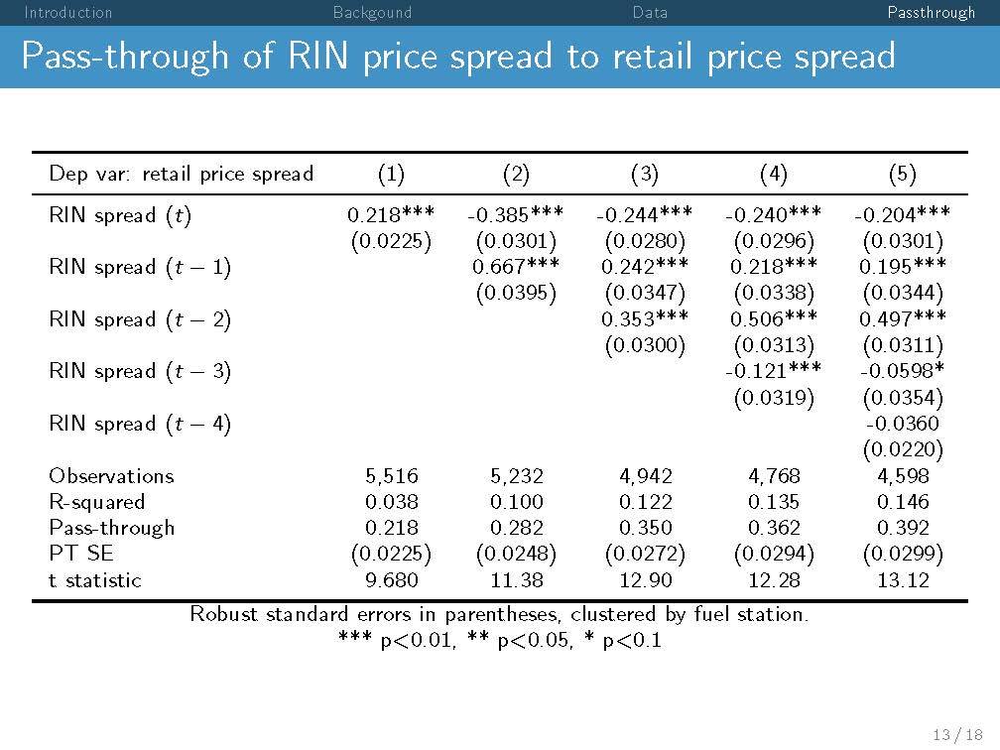 Introduction Backgound Data Passthrough
Pass-through of RIN price spread to retail price spread
Dep var: retail price spread (1) (2) (3) (4) (5)
RIN spread (t) 0.218*** -0.385*** -0.244*** -0.240*** -0.204***
(0.0225) (0.0301) (0.0280) (0.0296) (0.0301)
RIN spread (t − 1) 0.667*** 0.242*** 0.218*** 0.195***
(0.0395) (0.0347) (0.0338) (0.0344)
RIN spread (t − 2) 0.353*** 0.506*** 0.497***
(0.0300) (0.0313) (0.0311)
RIN spread (t − 3) -0.121*** -0.0598*
(0.0319) (0.0354)
RIN spread (t − 4) -0.0360
(0.0220)
Observations 5,516 5,232 4,942 4,768 4,598
R-squared 0.038 0.100 0.122 0.135 0.146
Pass-through 0.218 0.282 0.350 0.362 0.392
PT SE (0.0225) (0.0248) (0.0272) (0.0294) (0.0299)
t statistic 9.680 11.38 12.90 12.28 13.12
Robust standard errors in parentheses, clustered by fuel station.
*** p<0.01, ** p<0.05, * p<0.1
13 / 18